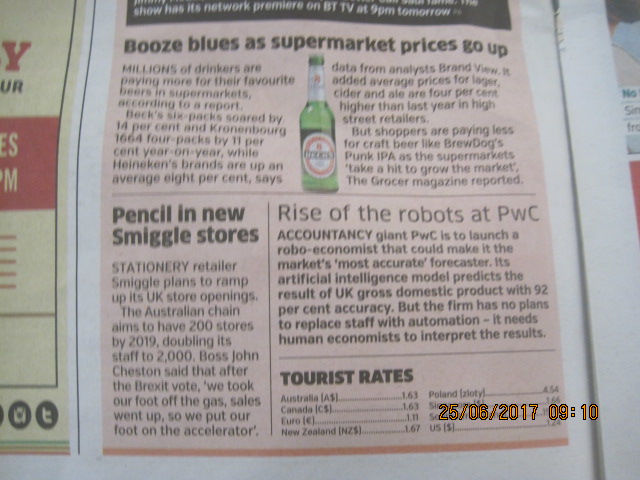 show has its network premiere on BT TV at 9pm tomorrow
Booze blues as supermarket prices go up
MILLIONS of drinkers are
paying more for their favourite
beers in supermarkets,
according to a report.
Beck's six-packs soared by
14 per cent and Kronenbourg
1664 four-packs by 11 per
cent year-on-year, while
Heineken's brands are up an
average eight per cent, says
BECK'S
data from analysts Brand View. It
added average prices for lager,
cider and ale are four per cent
higher than last year in high
street retailers.
But shoppers are paying less
for craft beer like BrewDog's
Punk IPA as the supermarkets
'take a hit to grow the market',
The Grocer magazine reported.
Pencil in new
Smiggle stores
STATIONERY retailer
Smiggle plans to ramp
up its UK store openings.
The Australian chain
aims to have 200 stores
by 2019, doubling its
staff to 2,000. Boss John
Cheston said that after
the Brexit vote, 'we took
our foot off the gas, sales
went up, so we put our
foot on the accelerator'.
Rise of the robots at PwC
ACCOUNTANCY giant PwC is to launch a
robo-economist that could make it the
market's 'most accurate' forecaster. Its
artificial intelligence model predicts the
result of UK gross domestic product with 92
per cent accuracy. But the firm has no plans
to replace staff with automation – it needs
human economists to interpret the results.
TOURIST RATES
Australia (A$) 1.63
Canada (C$) 1.63
Euro (€) 1.11
New Zealand (NZ$) 1.67
Poland (zloty) 4.54
US ($)
25/06/2017 09:10
Y
UR
ES
PM
No